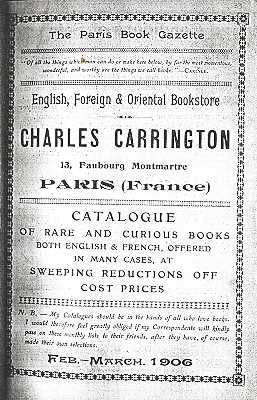 The Paris Book Gazette
"Of all the things which man can do or make here below, by far the most momentous,
wonderful, and worthy are the things we call books." —CARLYLE.
English, Foreign & Oriental Bookstore
CHARLES CARRINGTON
13, Faubourg Montmartre
PARIS (France)
CATALOGUE
OF RARE AND CURIOUS BOOKS
BOTH ENGLISH & FRENCH, OFFERED
IN MANY CASES, AT
SWEEPING REDUCTIONS OFF
COST PRICES
N. B. — My Catalogues should be in the hands of all who love books.
I would therefore feel greatly obliged if my Correspondents will kindly
pass on these monthly lists to their friends, after they have, of course,
made their own selections.
FEB.—MARCH. 1906